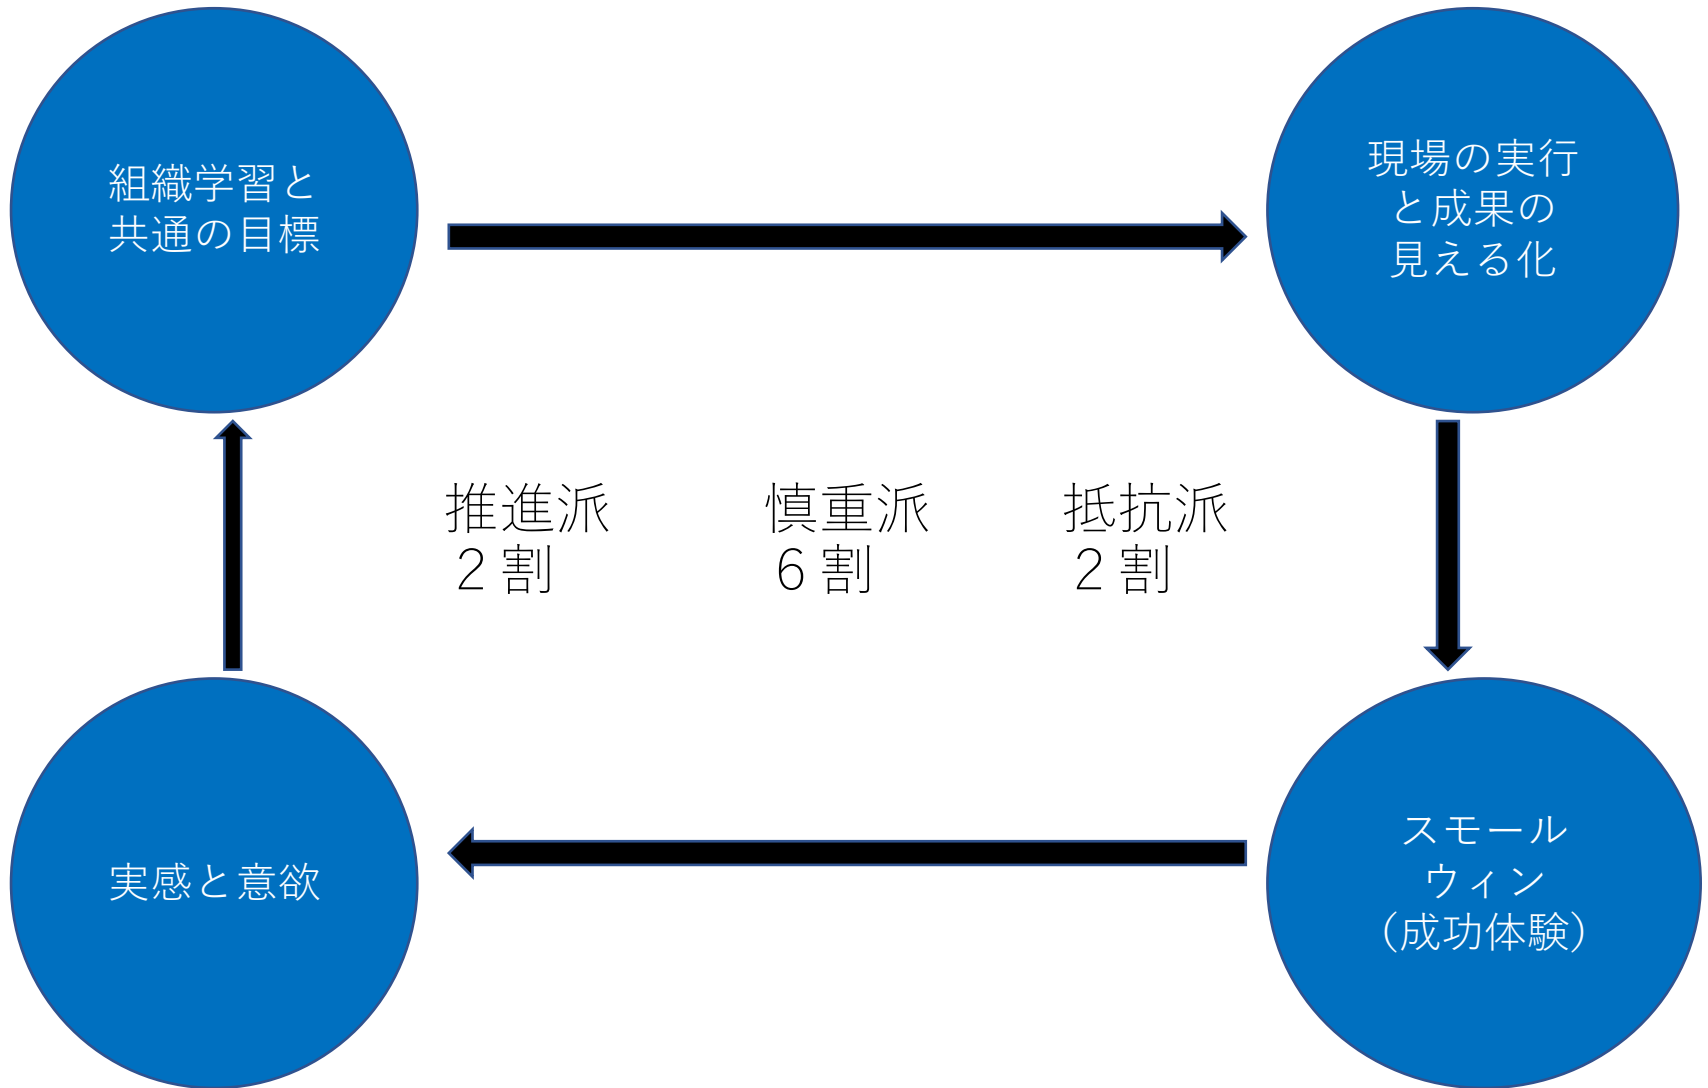 組織学習と
共通の目標
現場の実行
と成果の
見える化
推進派
２割
慎重派
６割
抵抗派
２割
実感と意欲
スモール
ウィン
（成功体験）